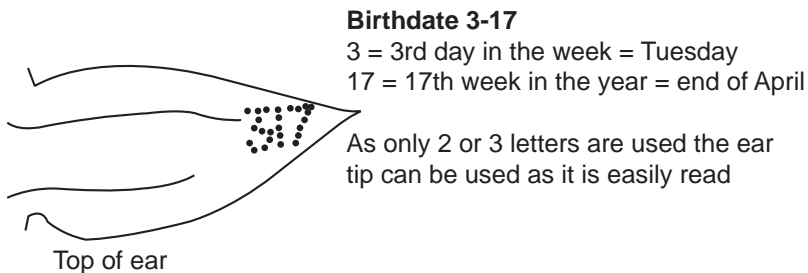 Birthdate 3-17
3 = 3rd day in the week = Tuesday
17 = 17th week in the year = end of April
317
As only 2 or 3 letters are used the ear
tip can be used as it is easily read
Top of ear